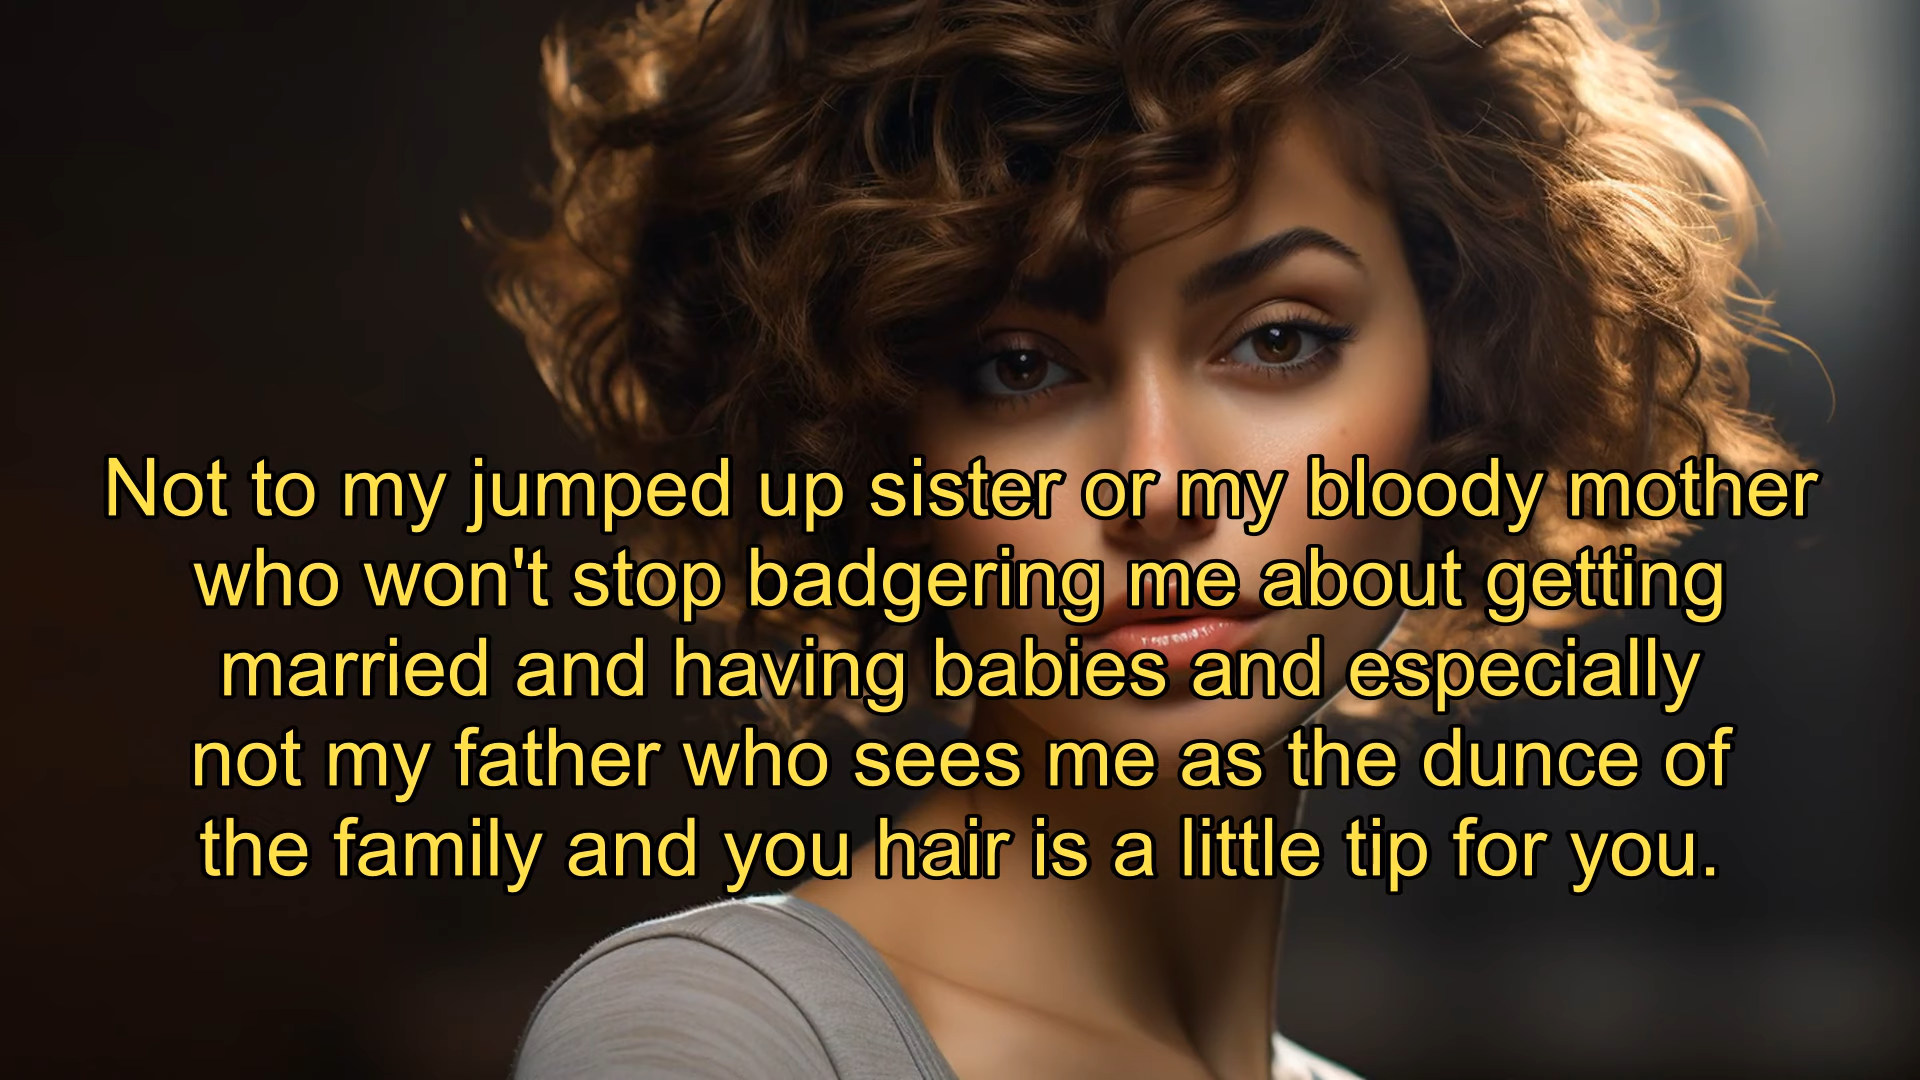 Not to my jumped up sister or my bloody mother
who won't stop badgering me about getting
married and having babies and especially
not my father who sees me as the dunce of
the family and you hair is a little tip for you.